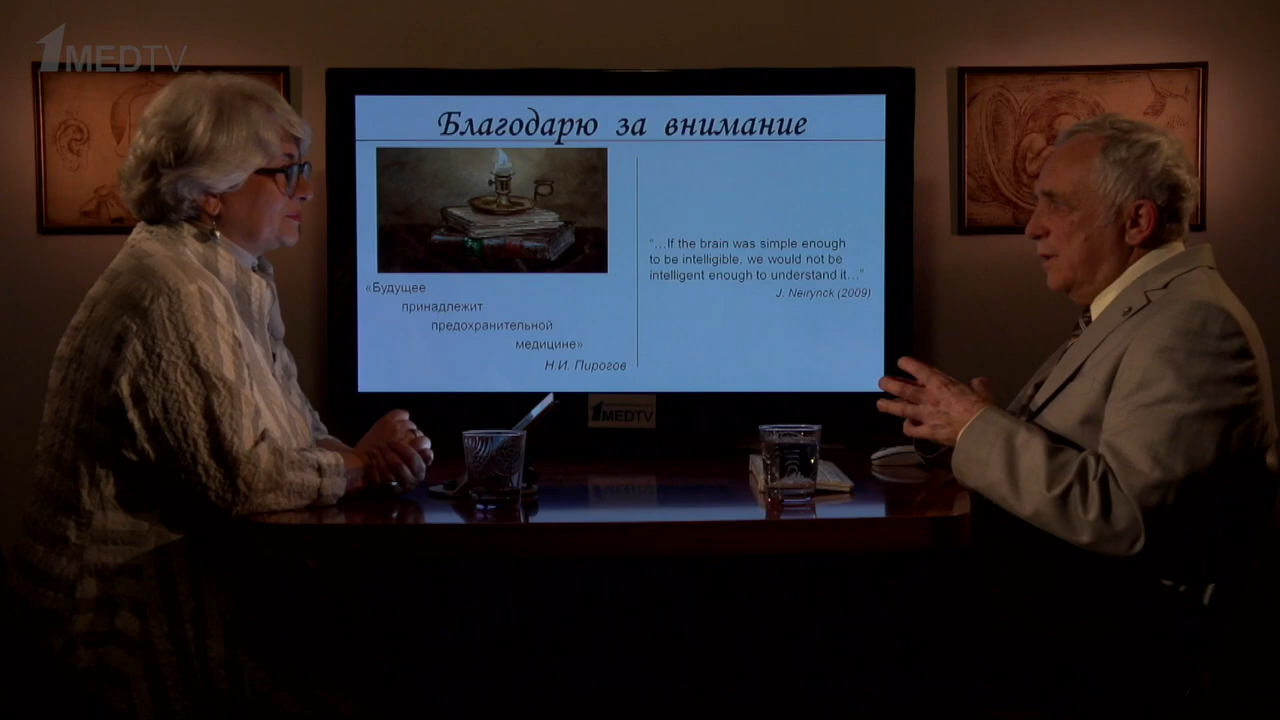 1MEDTV
Благодарю за внимание
«Будущее
принадлежит
предохранительной
медицине»
Н.И. Пирогов
“…If the brain was simple enough
to be intelligible, we would not be
intelligent enough to understand it…”
J. Neirynck (2009)
1MEDTV